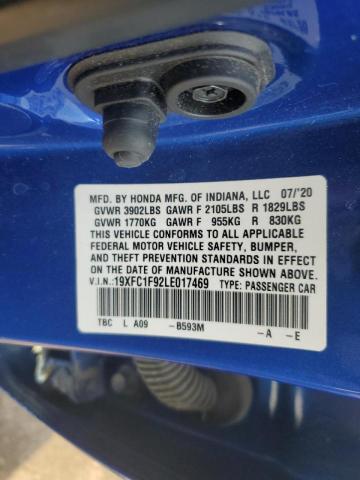 MFD. BY HONDA MFG. OF INDIANA, LLC 07/'20
GVWR 3902LBS GAWR F 2105LBS R 1829LBS
GVWR 1770KG GAWR F 955KG R 830KG
THIS VEHICLE CONFORMS TO ALL APPLICABLE
FEDERAL MOTOR VEHICLE SAFETY, BUMPER,
AND THEFT PREVENTION STANDARDS IN EFFECT
ON THE DATE OF MANUFACTURE SHOWN ABOVE.
V.I.N.: 19XFC1F92LE017469 TYPE: PASSENGER CAR
TBC L A09 -B593M -A -E